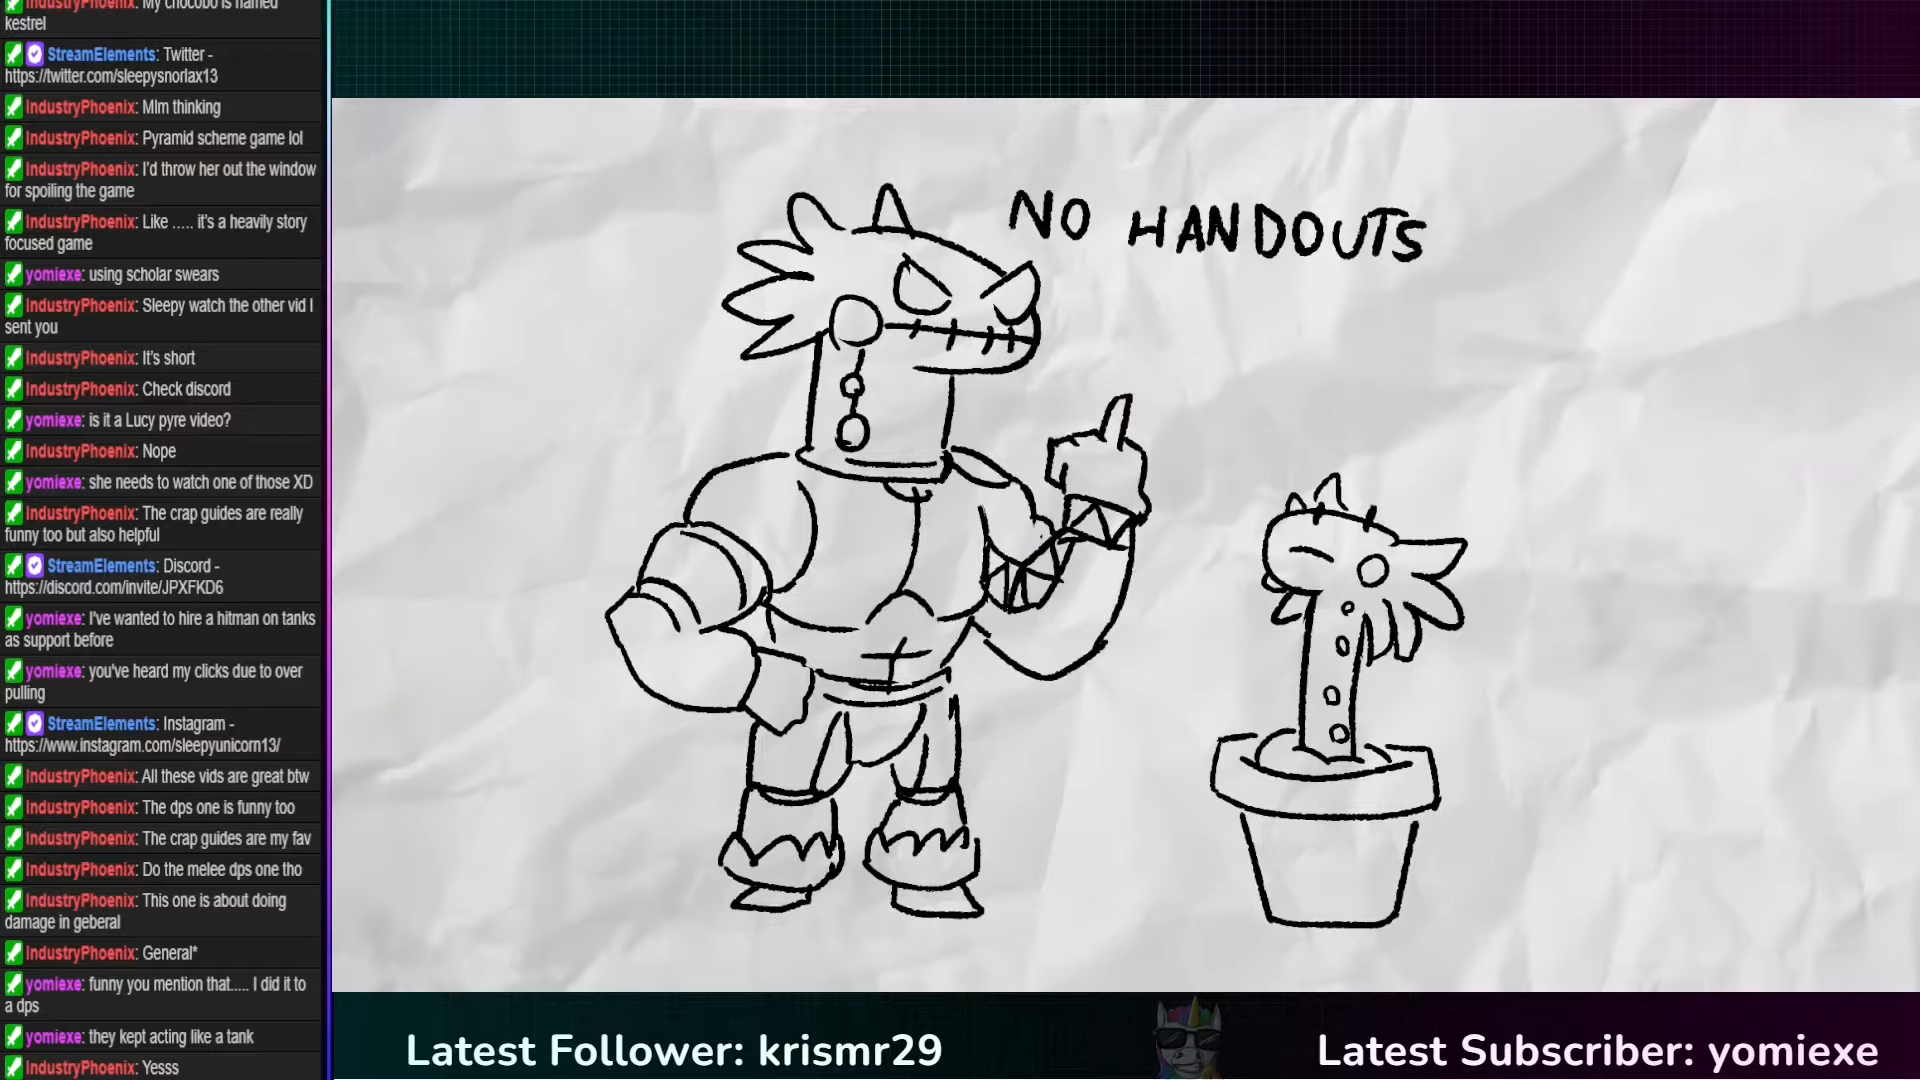 IndustryPhoenix: My chocobo is named
kestrel
StreamElements: Twitter -
https://twitter.com/sleepysnorlax13
IndustryPhoenix: MIm thinking
IndustryPhoenix: Pyramid scheme game lol
IndustryPhoenix: I'd throw her out the window
for spoiling the game
IndustryPhoenix: Like ..... it's a heavily story
focused game
yomiexe: using scholar swears
IndustryPhoenix: Sleepy watch the other vid I
sent you
IndustryPhoenix: It's short
IndustryPhoenix: Check discord
yomiexe: is it a Lucy pyre video?
IndustryPhoenix: Nope
yomiexe: she needs to watch one of those XD
IndustryPhoenix: The crap guides are really
funny too but also helpful
StreamElements: Discord -
https://discord.com/invite/JPXFKD6
yomiexe: I've wanted to hire a hitman on tanks
as support before
yomiexe: you've heard my clicks due to over
pulling
StreamElements: Instagram -
https://www.instagram.com/sleepyunicorn13/
IndustryPhoenix: All these vids are great btw
IndustryPhoenix: The dps one is funny too
IndustryPhoenix: The crap guides are my fav
IndustryPhoenix: Do the melee dps one tho
IndustryPhoenix: This one is about doing
damage in geberal
IndustryPhoenix: General*
yomiexe: funny you mention that..... I did it to
a dps
yomiexe: they kept acting like a tank
IndustryPhoenix: Yesss
NO HANDOUTS
Latest Follower: krismr29
Latest Subscriber: yomiexe